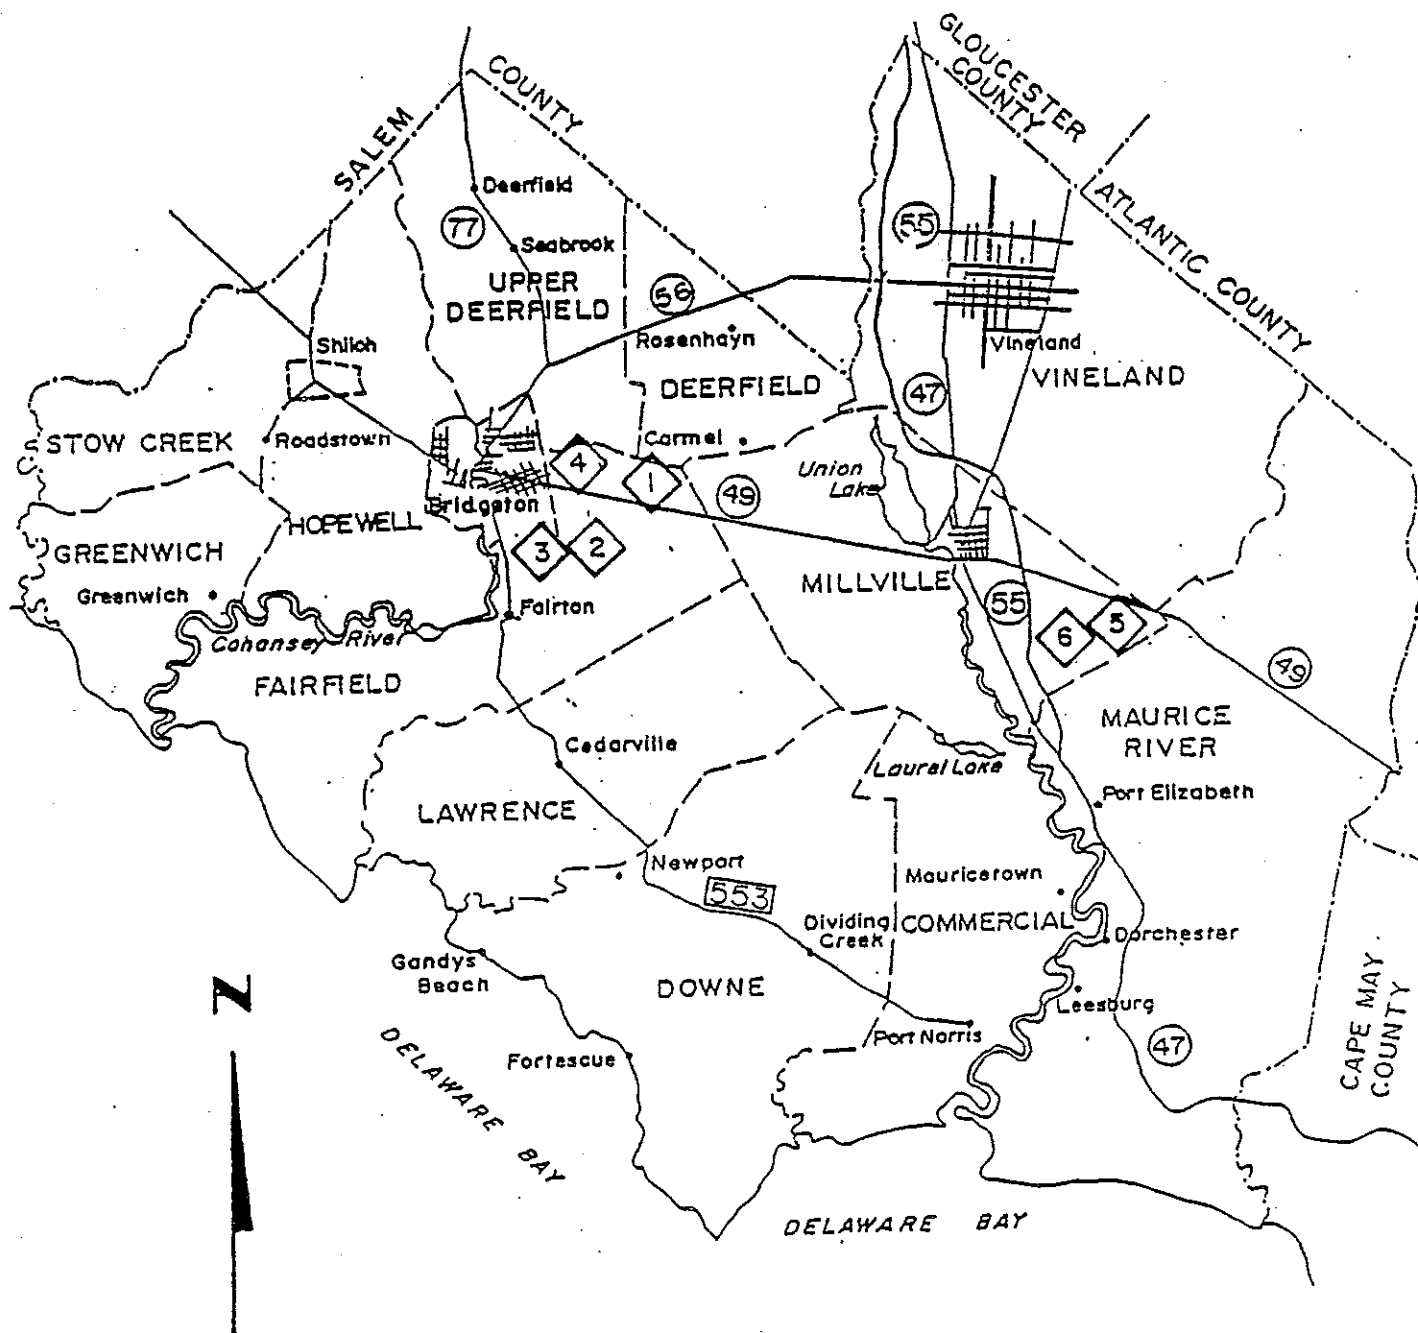 GLOUCESTER
COUNTY
COUNTY
SALEM
ATLANTIC COUNTY
Deerfield
77
55
Seabrook
UPPER
DEERFIELD
56
Rosenhayn
Vineland
Shiloh
DEERFIELD
VINELAND
47
STOW CREEK
Roadstown
Carmel
4
1
49
Union
Lake
Bridgeton
HOPEWELL
GREENWICH
3
2
Greenwich
MILLVILLE
Fairton
55
6
5
Cohansey River
FAIRFIELD
49
MAURICE
RIVER
Cedarville
Laurel Lake
Port Elizabeth
LAWRENCE
Newport
553
Mauricetown
Dividing
Creek
COMMERCIAL
Dorchester
Gandys
Beach
DOWNE
Leesburg
N
Port Norris
47
Fortescue
CAPE MAY
COUNTY
DELAWARE BAY
DELAWARE BAY